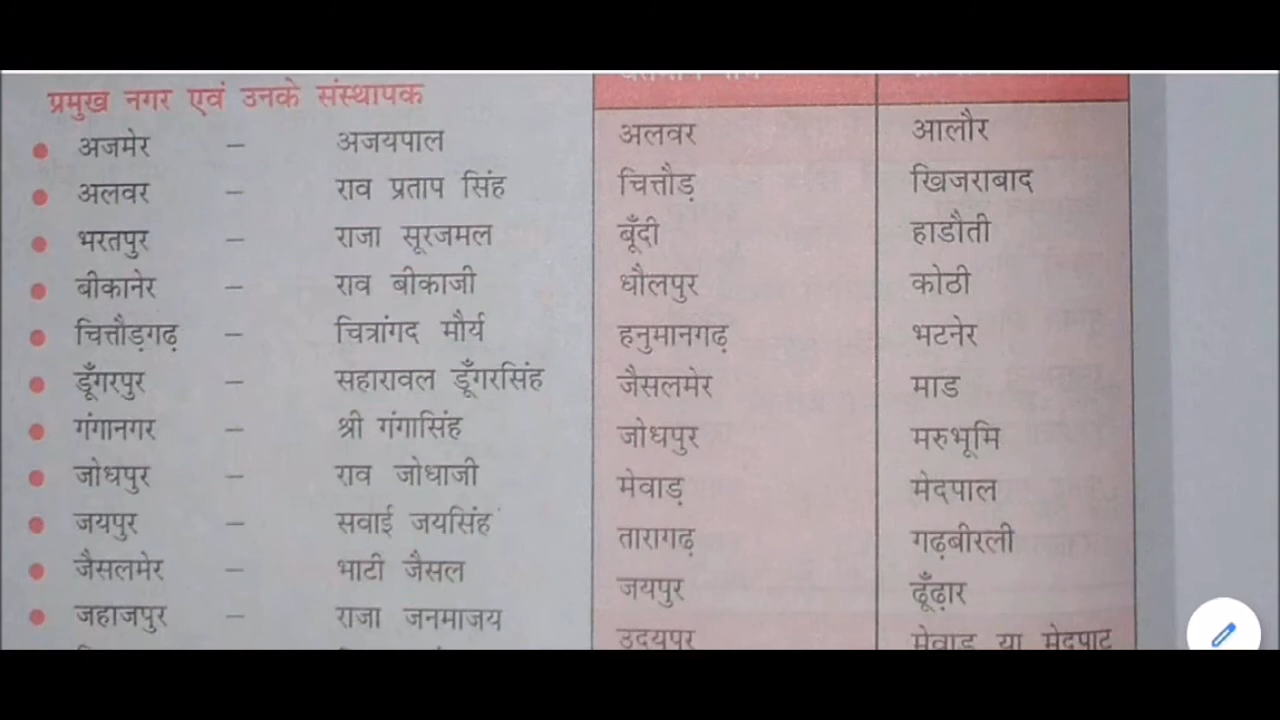 प्रमुख नगर एवं उनके संस्थापक
अजमेर – अजयपाल
अलवर – राव प्रताप सिंह
भरतपुर – राजा सूरजमल
बीकानेर – राव बीकाजी
चित्तौड़गढ़ – चित्रांगद मौर्य
डूँगरपुर – सहारावल डूँगरसिंह
गंगानगर – श्री गंगासिंह
जोधपुर – राव जोधाजी
जयपुर – सवाई जयसिंह
जैसलमेर – भाटी जैसल
जहाजपुर – राजा जनमाजय
अलवर आलौर
चित्तौड़ खिजराबाद
बूँदी हाडौती
धौलपुर कोठी
हनुमानगढ़ भटनेर
जैसलमेर माड
जोधपुर मरुभूमि
मेवाड़ मेदपाल
तारागढ़ गढ़बीरली
जयपुर ढूँढ़ार
उदयपुर मेवाड़ या मेदपाट